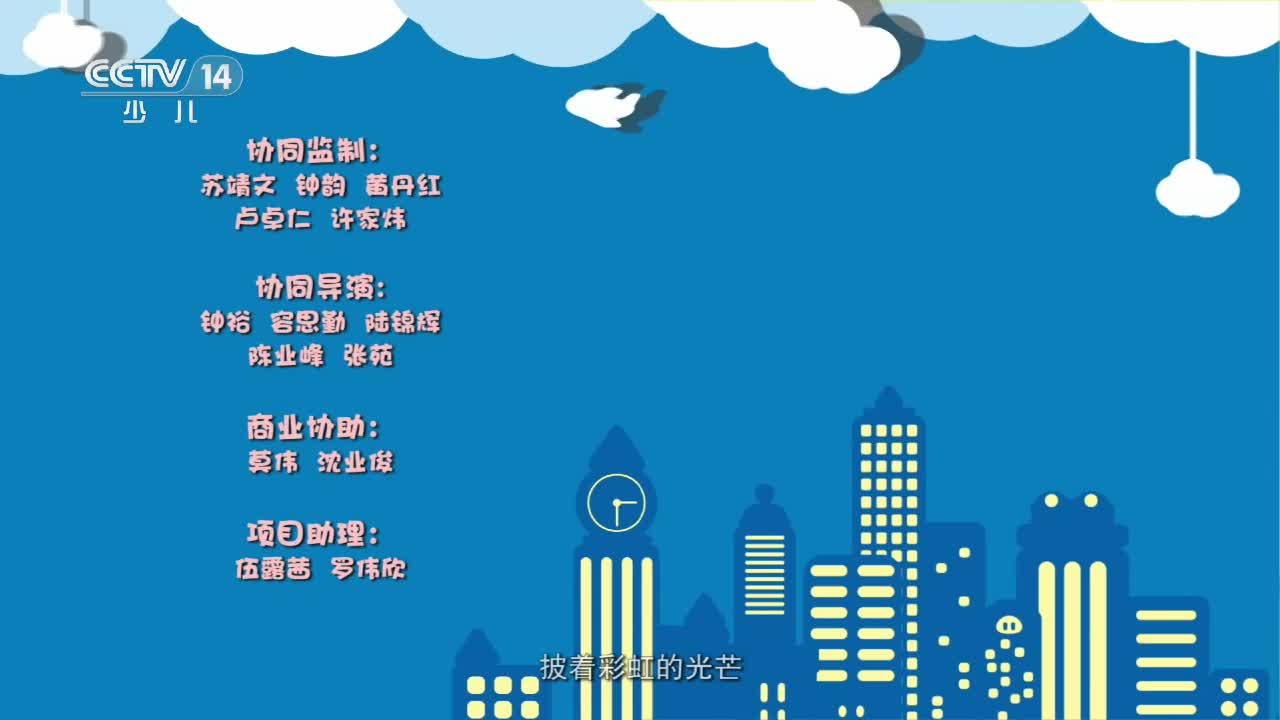 CCTV 14
少儿
协同监制:
苏靖文 钟韵 黄丹红
卢卓仁 许家炜
协同导演:
钟裕 容思勤 陆锦辉
陈业峰 张苑
商业协助:
莫伟 沈业俊
项目助理:
伍露茜 罗伟欣
披着彩虹的光芒